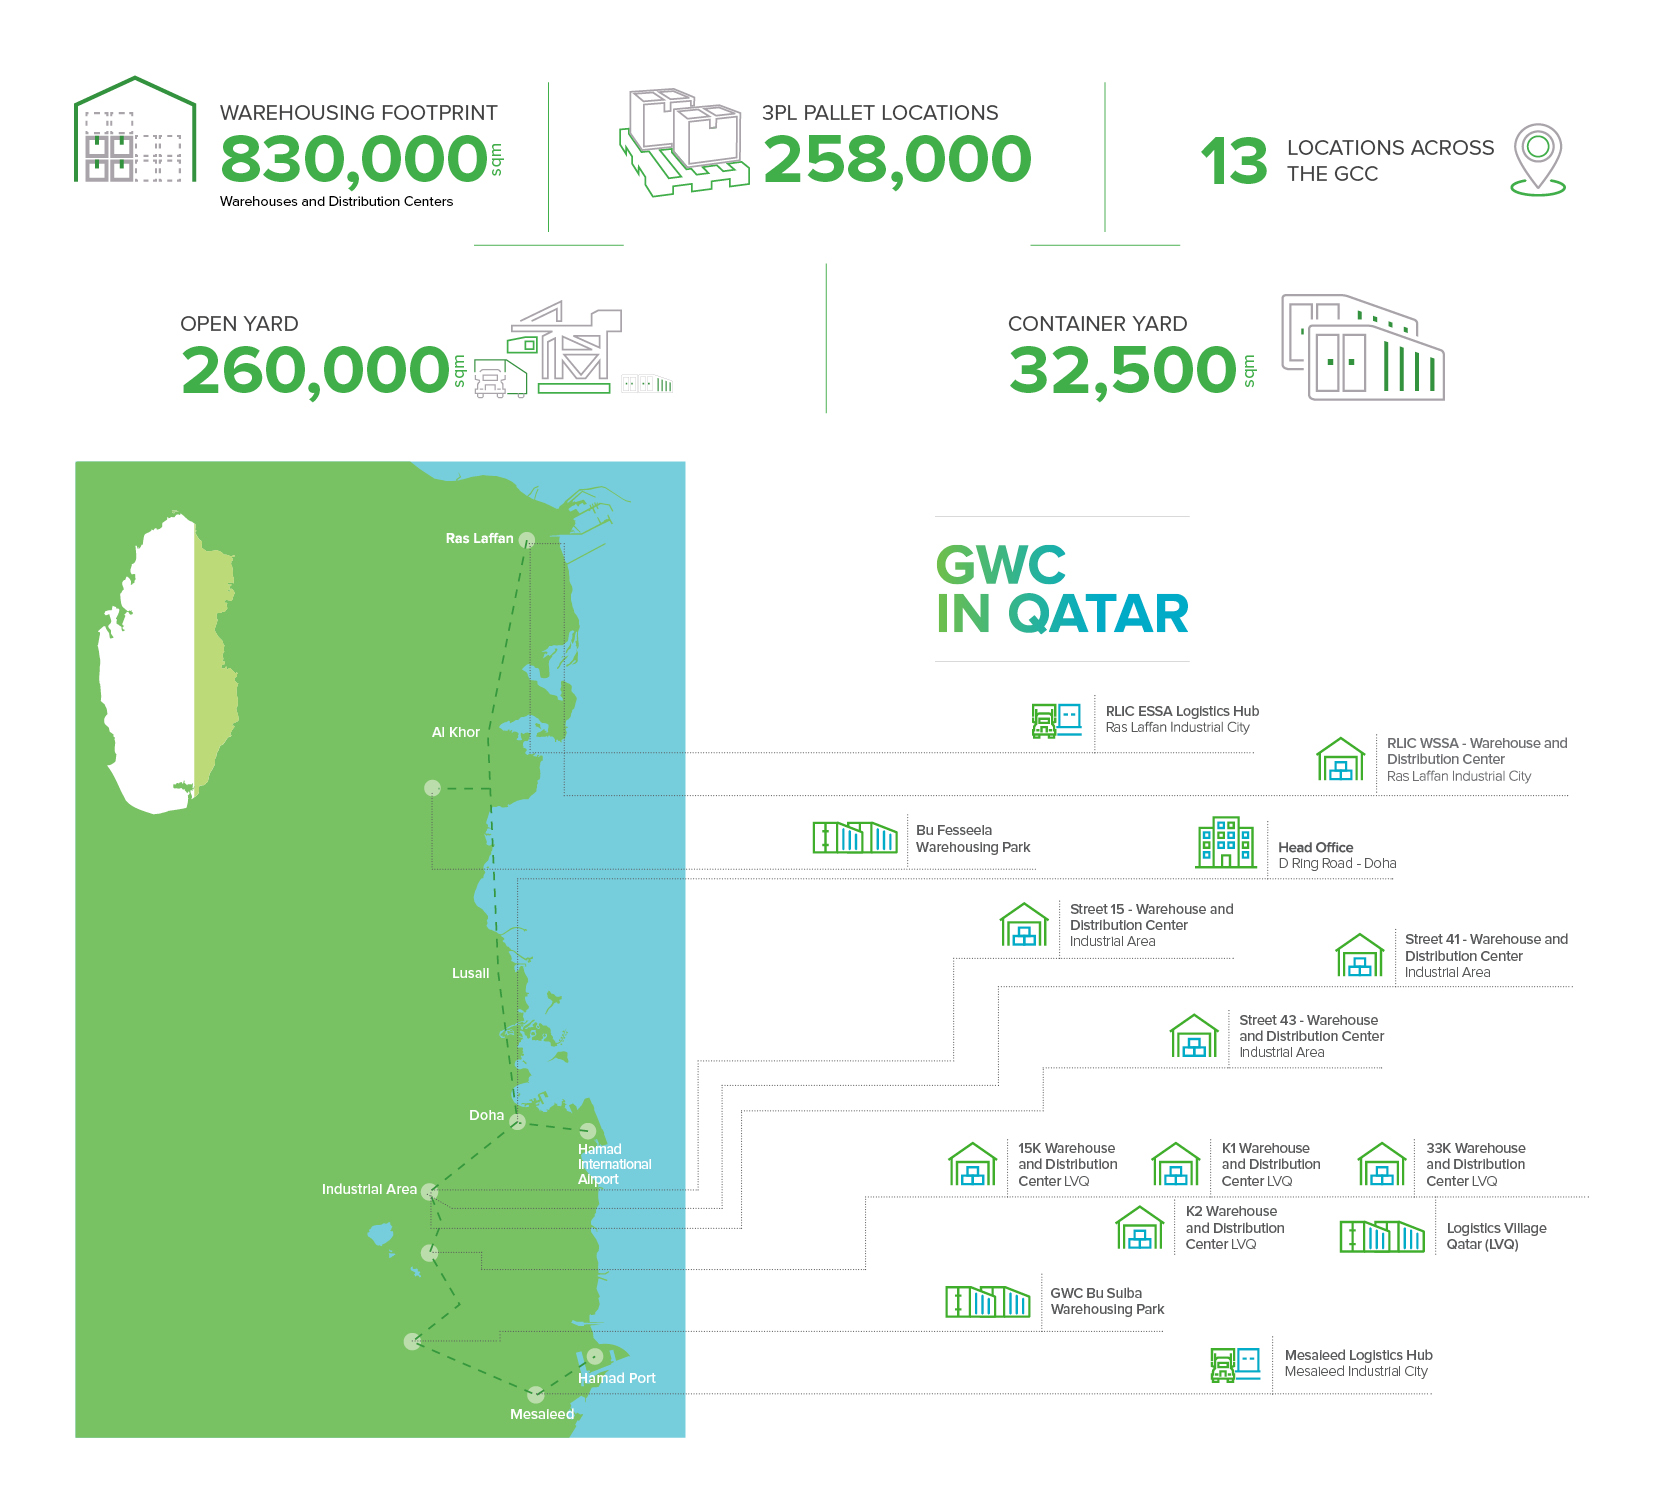 WAREHOUSING FOOTPRINT
830,000 sqm
Warehouses and Distribution Centers
3PL PALLET LOCATIONS
258,000
13
LOCATIONS ACROSS
THE GCC
OPEN YARD
260,000 sqm
CONTAINER YARD
32,500 sqm
GWC
IN QATAR
Ras Laffan
Al Khor
Lusail
Doha
Hamad
International
Airport
Industrial Area
Hamad Port
Mesaieed
RLIC ESSA Logistics Hub
Ras Laffan Industrial City
RLIC WSSA - Warehouse and
Distribution Center
Ras Laffan Industrial City
Bu Fesseela
Warehousing Park
Head Office
D Ring Road - Doha
Street 15 - Warehouse and
Distribution Center
Industrial Area
Street 41 - Warehouse and
Distribution Center
Industrial Area
Street 43 - Warehouse
and Distribution Center
Industrial Area
15K Warehouse
and Distribution
Center LVQ
K1 Warehouse
and Distribution
Center LVQ
33K Warehouse
and Distribution
Center LVQ
K2 Warehouse
and Distribution
Center LVQ
Logistics Village
Qatar (LVQ)
GWC Bu Sulba
Warehousing Park
Mesaieed Logistics Hub
Mesaieed Industrial City